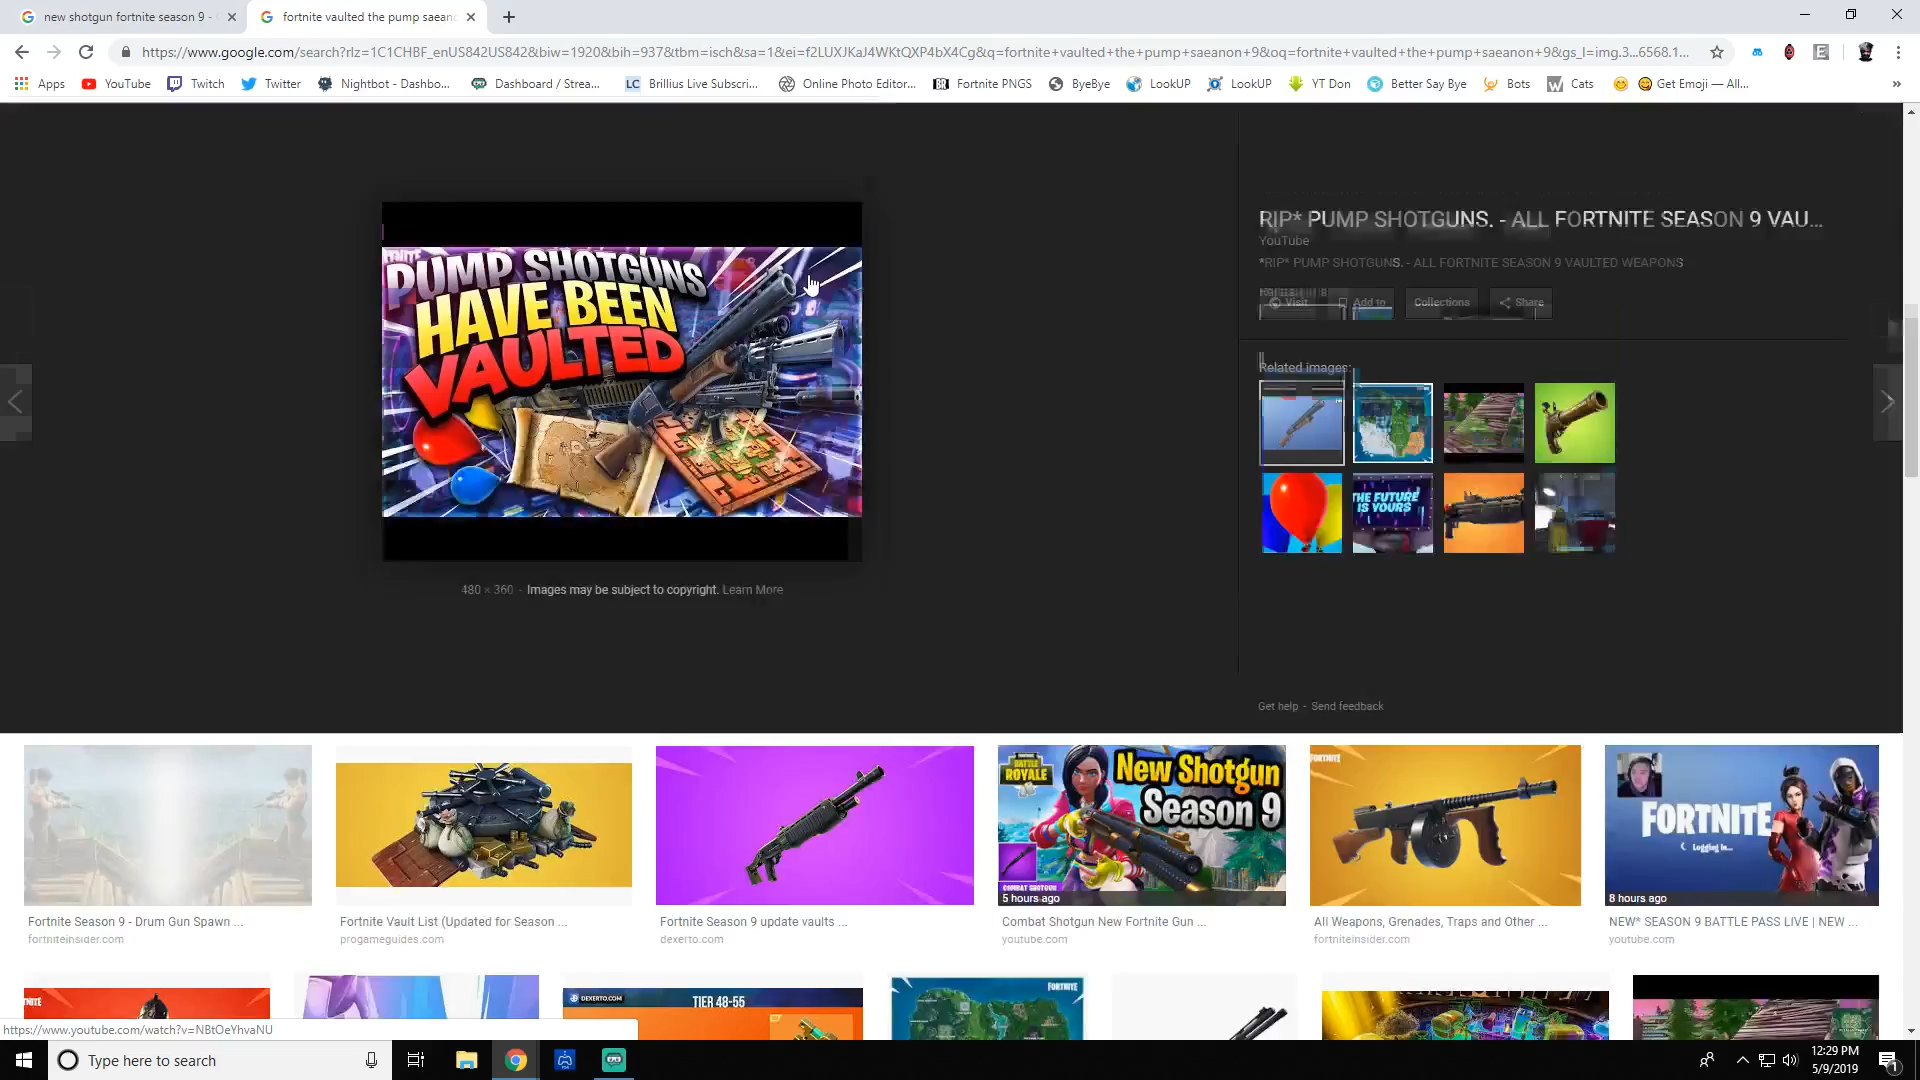 new shotgun fortnite season 9 -
fortnite vaulted the pump saeano
https://www.google.com/search?rlz=1C1CHBF_enUS842US842&biw=1920&bih=937&tbm=isch&sa=1&ei=f2LUXJKaJ4WKtQXP4bX4Cg&q=fortnite+vaulted+the+pump+saeanon+9&oq=fortnite+vaulted+the+pump+saeanon+9&gs_l=img.3...6568.1...
Apps YouTube Twitch Twitter Nightbot - Dashbo... Dashboard / Strea... LC Brillius Live Subscri... Online Photo Editor... Fortnite PNGS ByeBye LookUP LookUP YT Don Better Say Bye Bots W Cats Get Emoji — All... »
RIP* PUMP SHOTGUNS. - ALL FORTNITE SEASON 9 VAU...
YouTube
*RIP* PUMP SHOTGUNS. - ALL FORTNITE SEASON 9 VAULTED WEAPONS
Visit Add to Collections Share
PUMP SHOTGUNS
HAVE BEEN
VAULTED
Related images:
THE FUTURE
IS YOURS
480 × 360 - Images may be subject to copyright. Learn More
Get help - Send feedback
FORTNITE
BATTLE
ROYALE
New Shotgun
Season 9
COMBAT SHOTGUN
5 hours ago
FORTNITE
FORTNITE
Logging in...
8 hours ago
Fortnite Season 9 - Drum Gun Spawn ...
fortniteinsider.com
Fortnite Vault List (Updated for Season ...
progameguides.com
Fortnite Season 9 update vaults ...
dexerto.com
Combat Shotgun New Fortnite Gun ...
youtube.com
All Weapons, Grenades, Traps and Other ...
fortniteinsider.com
NEW* SEASON 9 BATTLE PASS LIVE | NEW ...
youtube.com
DEXERTO.COM
TIER 48-55
FORTNITE
https://www.youtube.com/watch?v=NBtOeYhvaNU
Type here to search
12:29 PM
5/9/2019
1